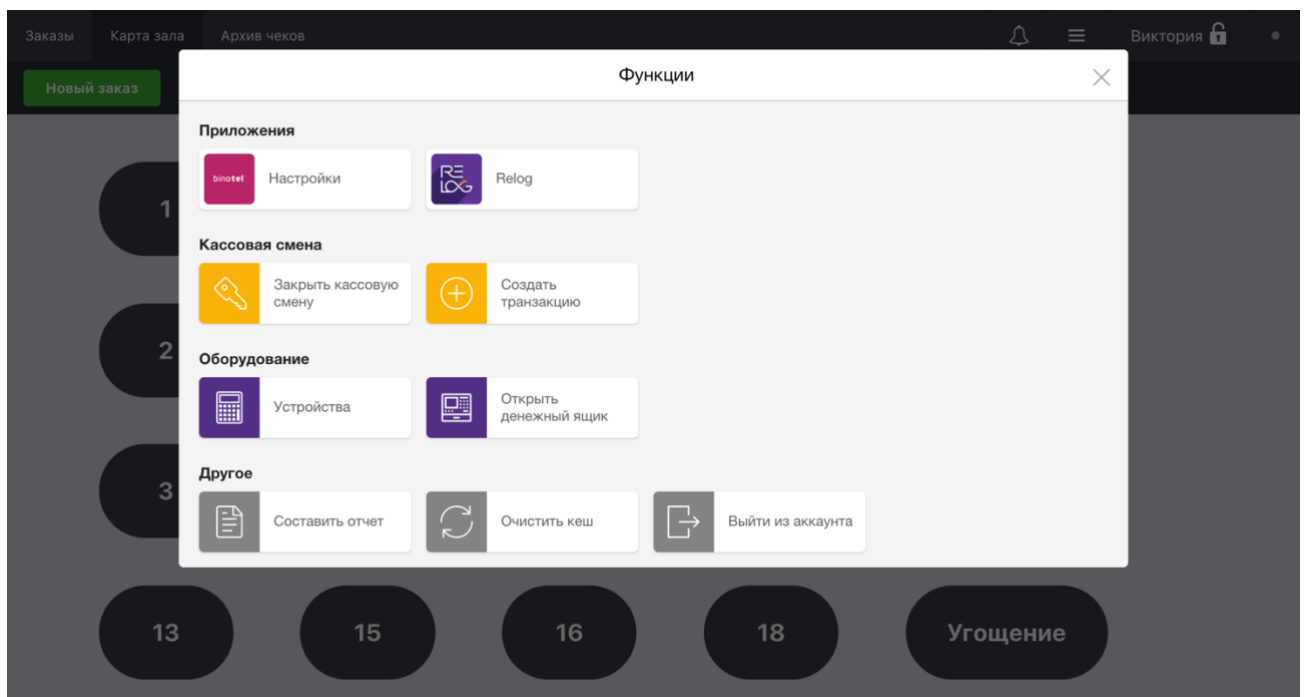 Заказы
Карта зала
Архив чеков
Виктория
Новый заказ
Функции
Приложения
binotel
Настройки
RE
LOG
Relog
Кассовая смена
Закрыть кассовую
смену
Создать
транзакцию
Оборудование
Устройства
Открыть
денежный ящик
Другое
Составить отчет
Очистить кеш
Выйти из аккаунта
1
2
3
13
15
16
18
Угощение